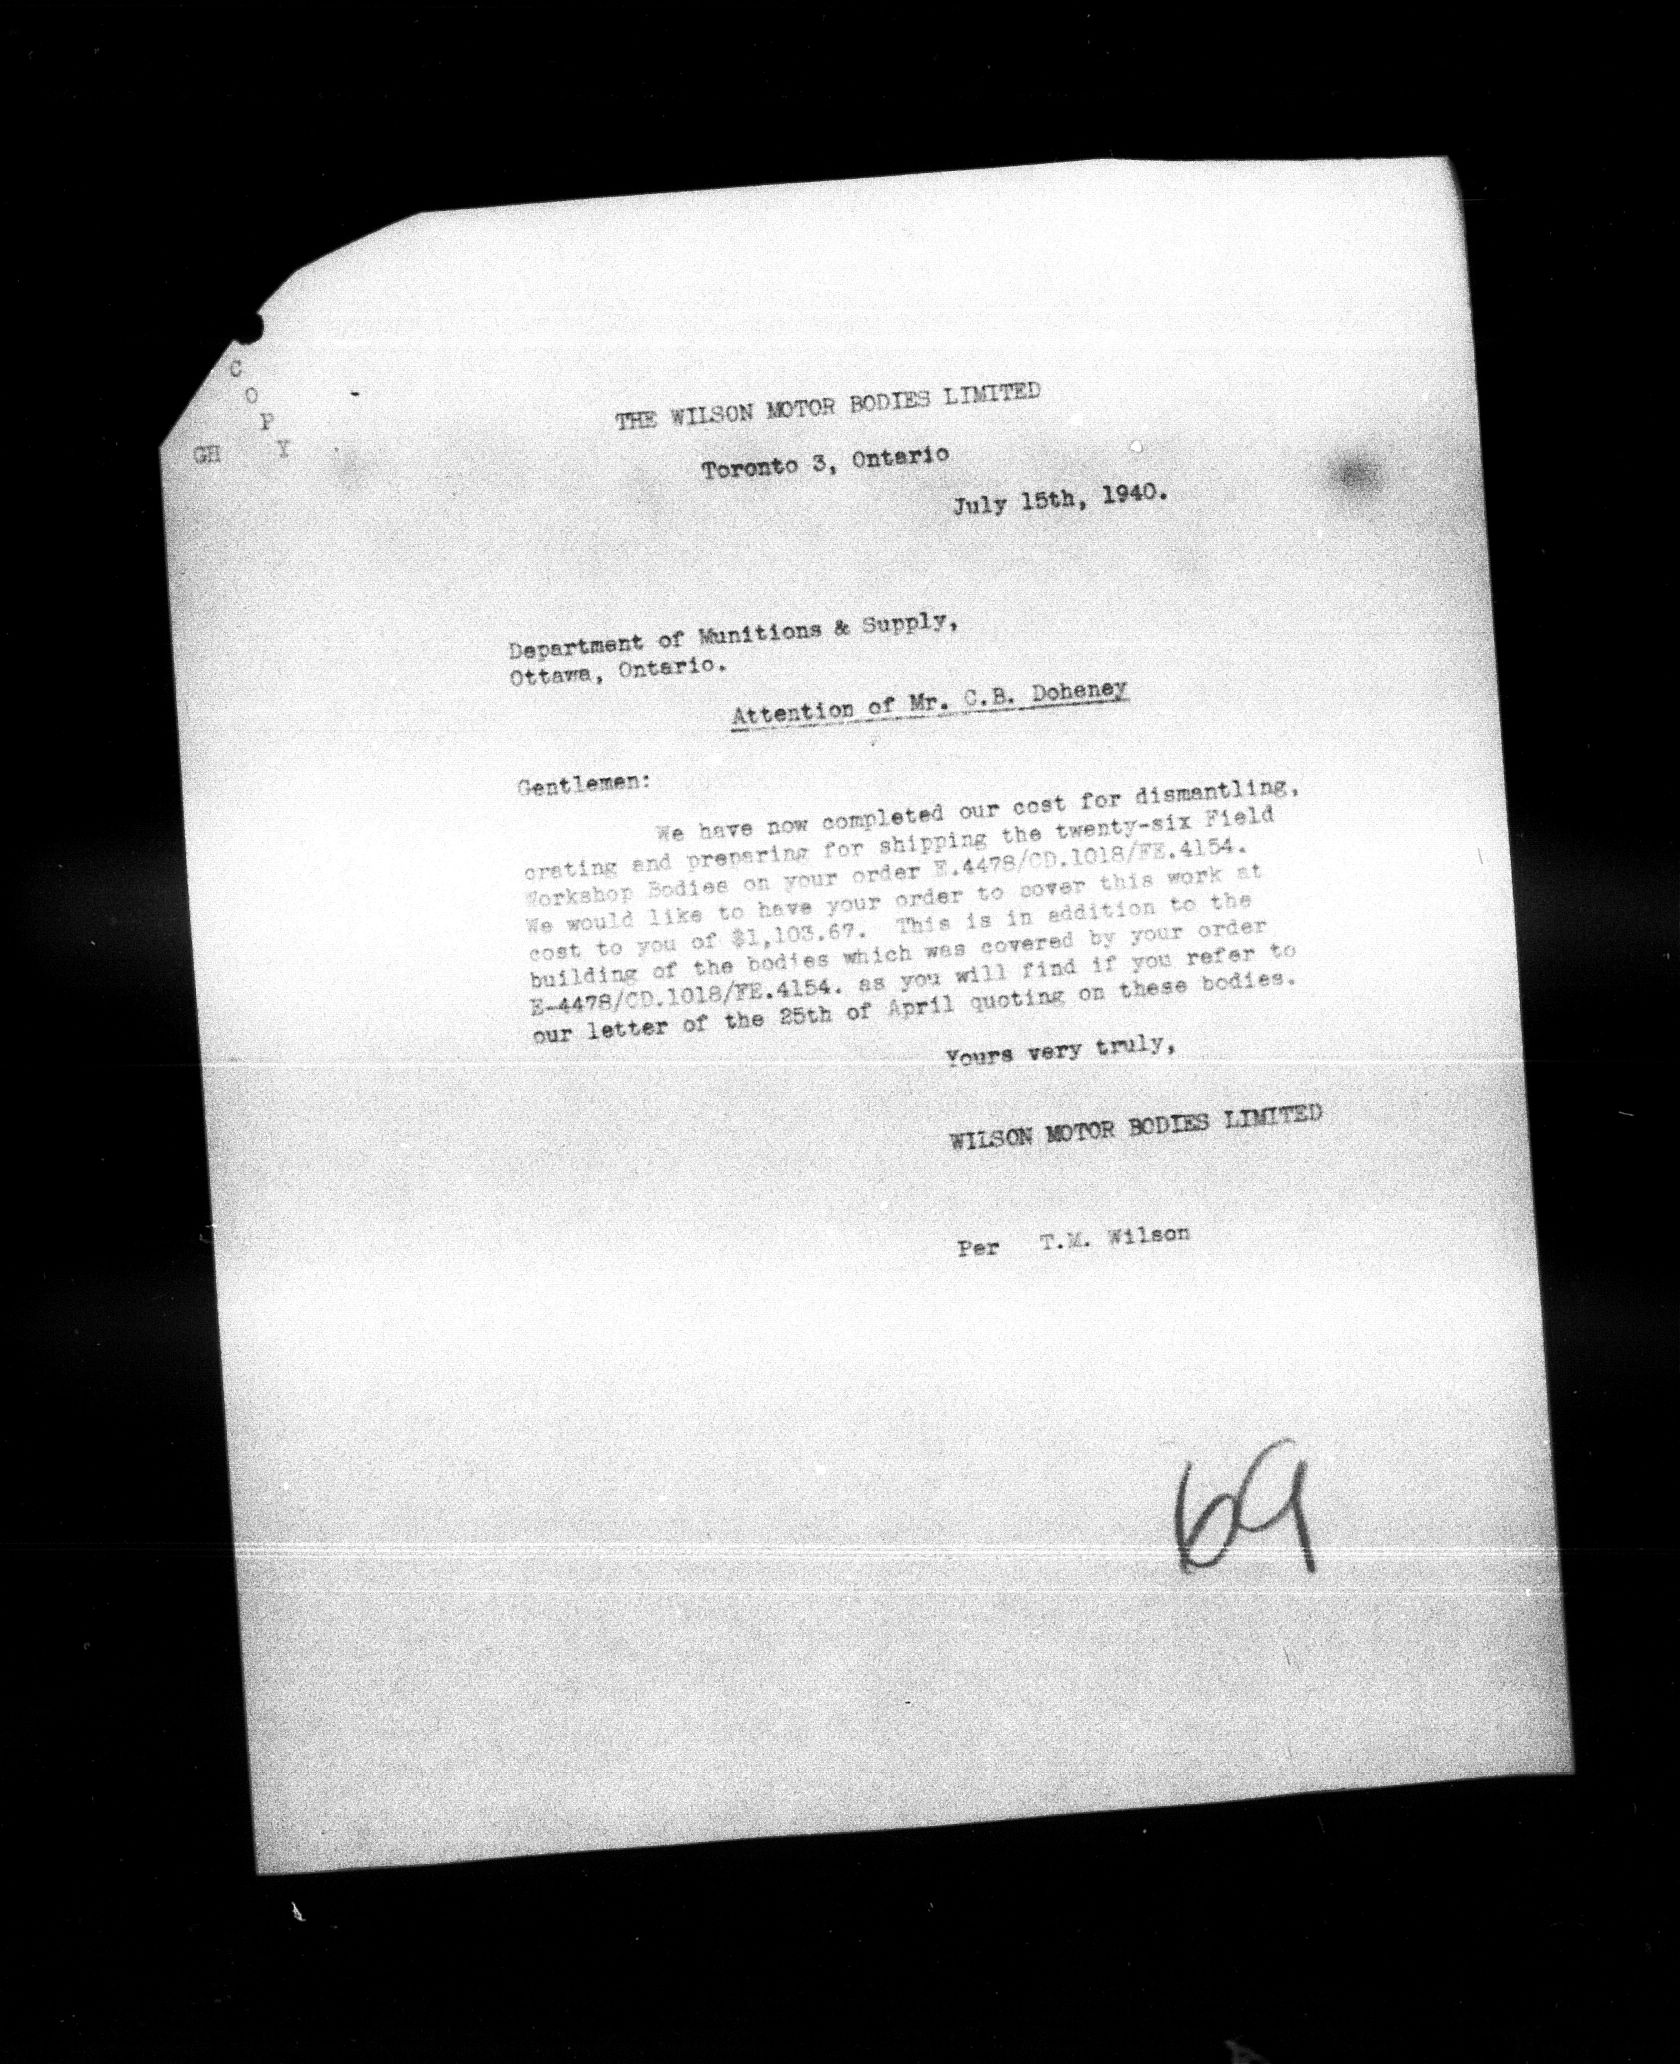 C
O
P
GH Y
THE WILSON MOTOR BODIES LIMITED
Toronto 3, Ontario
July 15th, 1940.
Department of Munitions & Supply,
Ottawa, Ontario.
Attention of Mr. C.B. Doheney
Gentlemen:
We have now completed our cost for dismantling,
crating and preparing for shipping the twenty-six Field
Workshop Bodies on your order E.4478/CD.1018/FE.4154.
We would like to have your order to cover this work at
cost to you of $1,103.67. This is in addition to the
building of the bodies which was covered by your order
E-4478/CD.1018/FE.4154. as you will find if you refer to
our letter of the 25th of April quoting on these bodies.
Yours very truly,
WILSON MOTOR BODIES LIMITED
Per T.M. Wilson
69